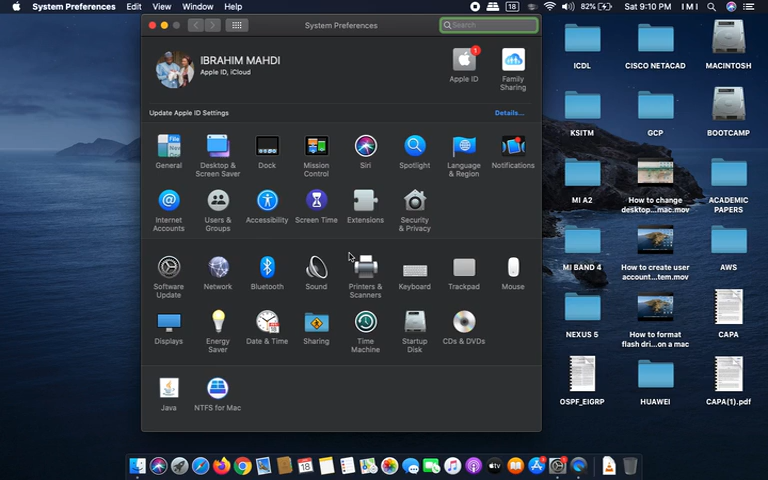 System Preferences File Edit View Window Help
18 82% Sat 9:10 PM I M I
System Preferences
Search
IBRAHIM MAHDI
Apple ID, iCloud
1
Apple ID
Family
Sharing
Update Apple ID Settings
Details...
General
Desktop &
Screen Saver
Dock
Mission
Control
Siri
Spotlight
Language
& Region
Notifications
Internet
Accounts
Users &
Groups
Accessibility
Screen Time
Extensions
Security
& Privacy
Software
Update
Network
Bluetooth
Sound
Printers &
Scanners
Keyboard
Trackpad
Mouse
Displays
Energy
Saver
Date & Time
Sharing
Time
Machine
Startup
Disk
CDs & DVDs
Java
NTFS for Mac
ICDL
CISCO NETACAD
MACINTOSH
KSITM
GCP
BOOTCAMP
MI A2
How to change
desktop...mac.mov
ACADEMIC
PAPERS
MI BAND 4
How to create user
account...tem.mov
AWS
NEXUS 5
How to format
flash dri...on a mac
CAPA
OSPF_EIGRP
HUAWEI
CAPA(1).pdf
18
tv